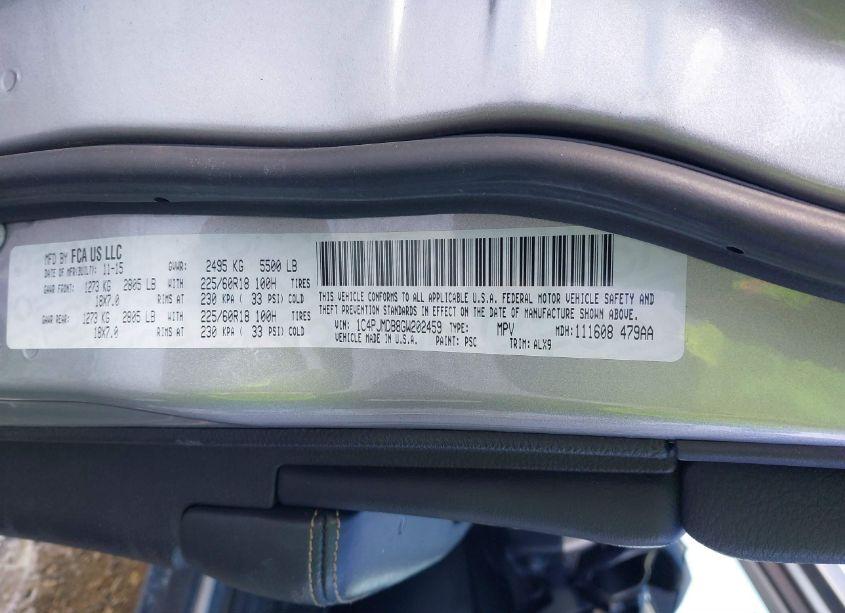 MFD BY FCA US LLC
DATE OF MFR(BUILT): 11-15
GVWR: 2495 KG 5500 LB
GAWR FRONT: 1273 KG 2805 LB WITH 225/60R18 100H TIRES
18X7.0 RIMS AT 230 KPA ( 33 PSI) COLD
GAWR REAR: 1273 KG 2805 LB WITH 225/60R18 100H TIRES
18X7.0 RIMS AT 230 KPA ( 33 PSI) COLD
THIS VEHICLE CONFORMS TO ALL APPLICABLE U.S.A. FEDERAL MOTOR VEHICLE SAFETY AND
THEFT PREVENTION STANDARDS IN EFFECT ON THE DATE OF MANUFACTURE SHOWN ABOVE.
VIN: 1C4PJMCB8GW202459 TYPE: MPV MDH: 111608 479AA
VEHICLE MADE IN U.S.A. PAINT: PSC TRIM: ALX9